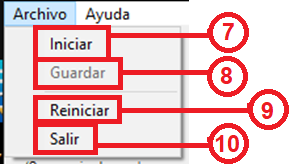 Archivo Ayuda
Iniciar 7
Guardar 8
Reiniciar 9
Salir 10